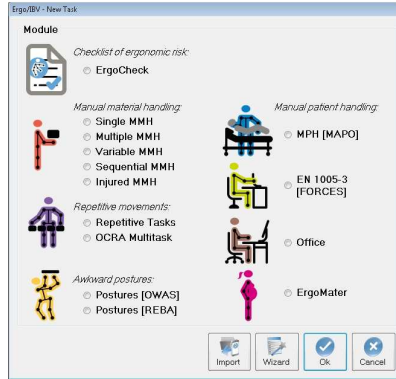 Ergo/IBV - New Task
Module
Checklist of ergonomic risk:
ErgoCheck
Manual material handling:
Single MMH
Multiple MMH
Variable MMH
Sequential MMH
Injured MMH
Repetitive movements:
Repetitive Tasks
OCRA Multitask
Awkward postures:
Postures [OWAS]
Postures [REBA]
Manual patient handling:
MPH [MAPO]
EN 1005-3
[FORCES]
Office
ErgoMater
Import
Wizard
Ok
Cancel